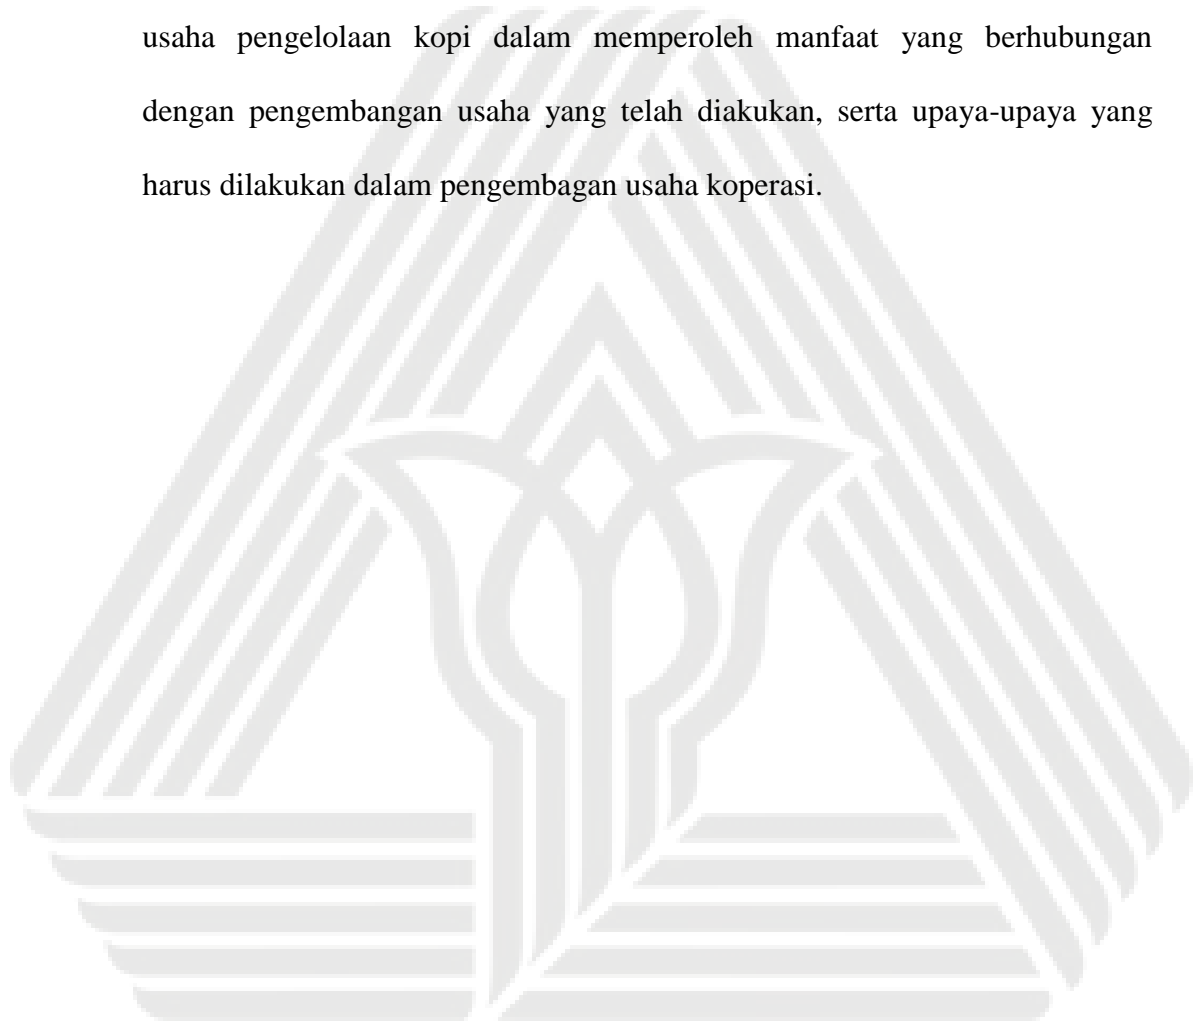 usaha pengelolaan kopi dalam memperoleh manfaat yang berhubungan
dengan pengembangan usaha yang telah diakukan, serta upaya-upaya yang
harus dilakukan dalam pengembagan usaha koperasi.